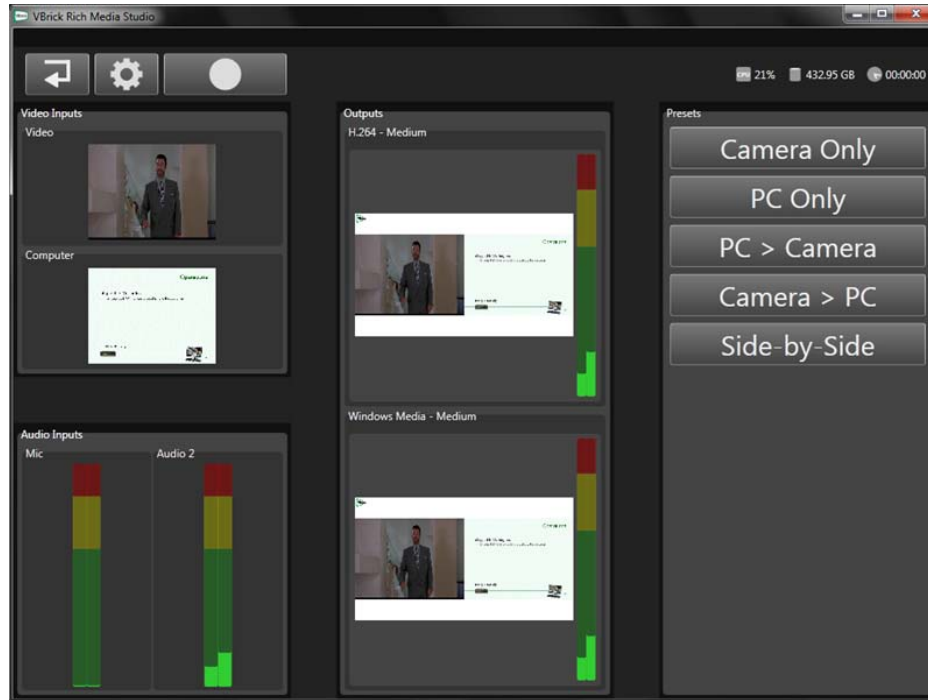 VBrick Rich Media Studio
CPU 21% 432.95 GB 00:00:00
Video Inputs
Video
Computer
Audio Inputs
Mic
Audio 2
Outputs
H.264 - Medium
Windows Media - Medium
Presets
Camera Only
PC Only
PC > Camera
Camera > PC
Side-by-Side